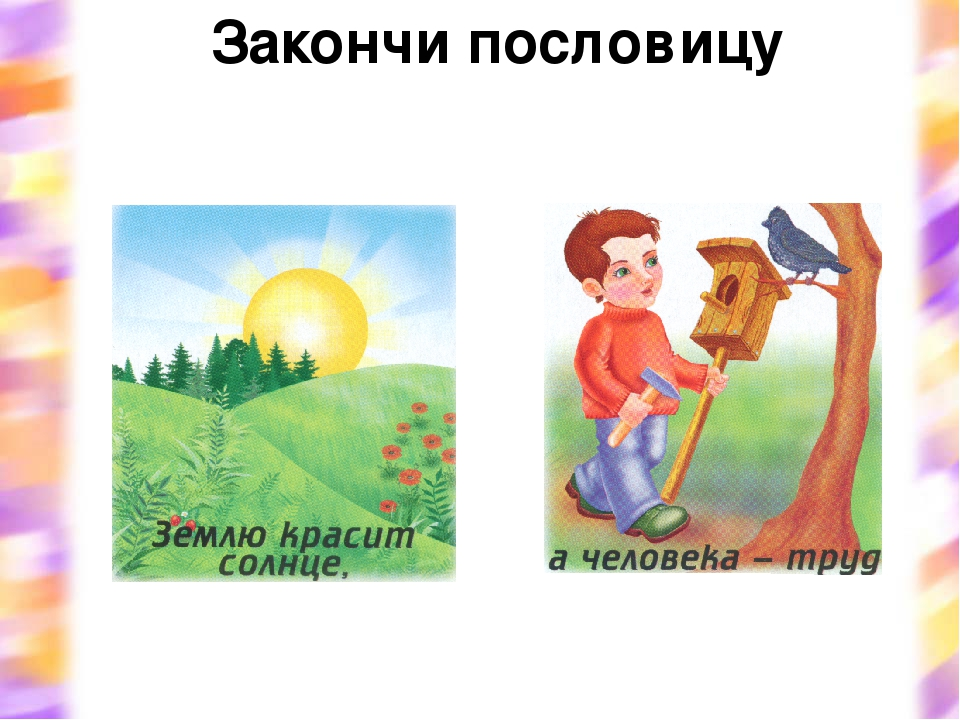 Закончи пословицу
Землю красит
солнце,
а человека – труд